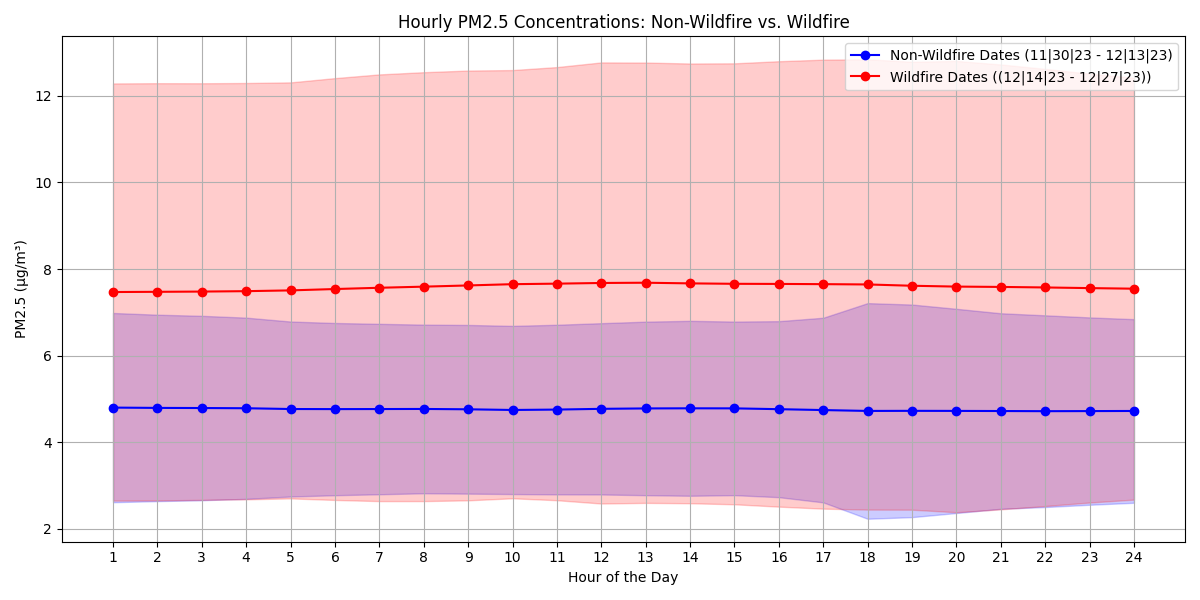 Hourly PM2.5 Concentrations: Non-Wildfire vs. Wildfire
Non-Wildfire Dates (11|30|23 - 12|13|23)
Wildfire Dates ((12|14|23 - 12|27|23))
PM2.5 (µg/m³)
12
10
8
6
4
2
1 2 3 4 5 6 7 8 9 10 11 12 13 14 15 16 17 18 19 20 21 22 23 24
Hour of the Day